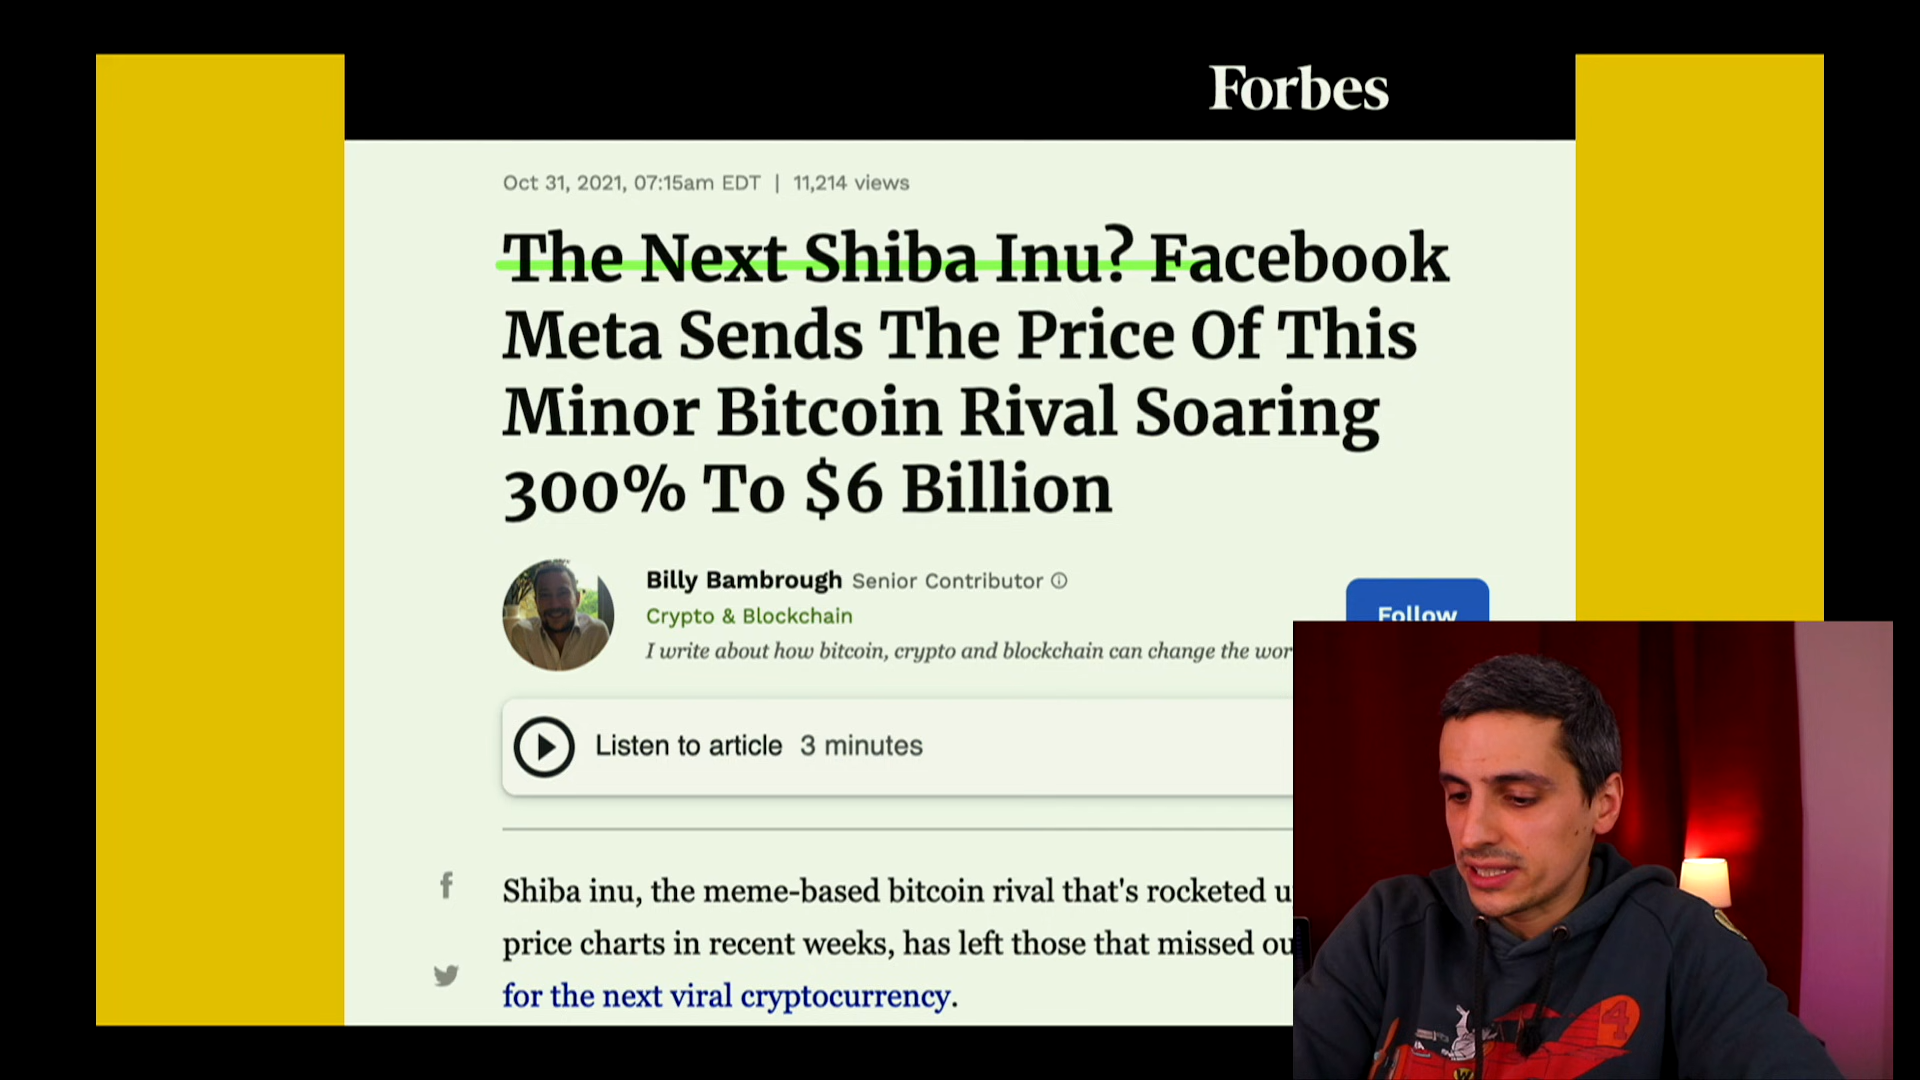 Forbes
Oct 31, 2021, 07:15am EDT | 11,214 views
The Next Shiba Inu? Facebook
Meta Sends The Price Of This
Minor Bitcoin Rival Soaring
300% To $6 Billion
Billy Bambrough Senior Contributor
Crypto & Blockchain
Follow
I write about how bitcoin, crypto and blockchain can change the
Listen to article 3 minutes
Shiba inu, the meme-based bitcoin rival that's rocketed
price charts in recent weeks, has left those that missed
for the next viral cryptocurrency.
4
W